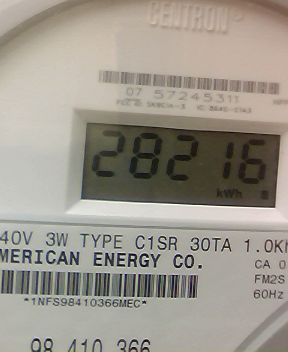 CENTRON®
07 57245311
28216
kWh
40V 3W TYPE C1SR 30TA 1.0K
MERICAN ENERGY CO.
CA 0
FM2S
60Hz
*1NFS98410366MEC*
98 410 366